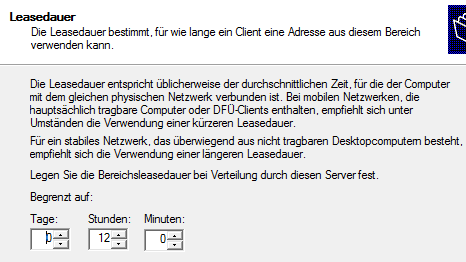 Leasedauer
Die Leasedauer bestimmt, für wie lange ein Client eine Adresse aus diesem Bereich
verwenden kann.
Die Leasedauer entspricht üblicherweise der durchschnittlichen Zeit, für die der Computer
mit dem gleichen physischen Netzwerk verbunden ist. Bei mobilen Netzwerken, die
hauptsächlich tragbare Computer oder DFÜ-Clients enthalten, empfiehlt sich unter
Umständen die Verwendung einer kürzeren Leasedauer.
Für ein stabiles Netzwerk, das überwiegend aus nicht tragbaren Desktopcomputern besteht,
empfiehlt sich die Verwendung einer längeren Leasedauer.
Legen Sie die Bereichsleasedauer bei Verteilung durch diesen Server fest.
Begrenzt auf:
Tage: Stunden: Minuten:
0 12 0